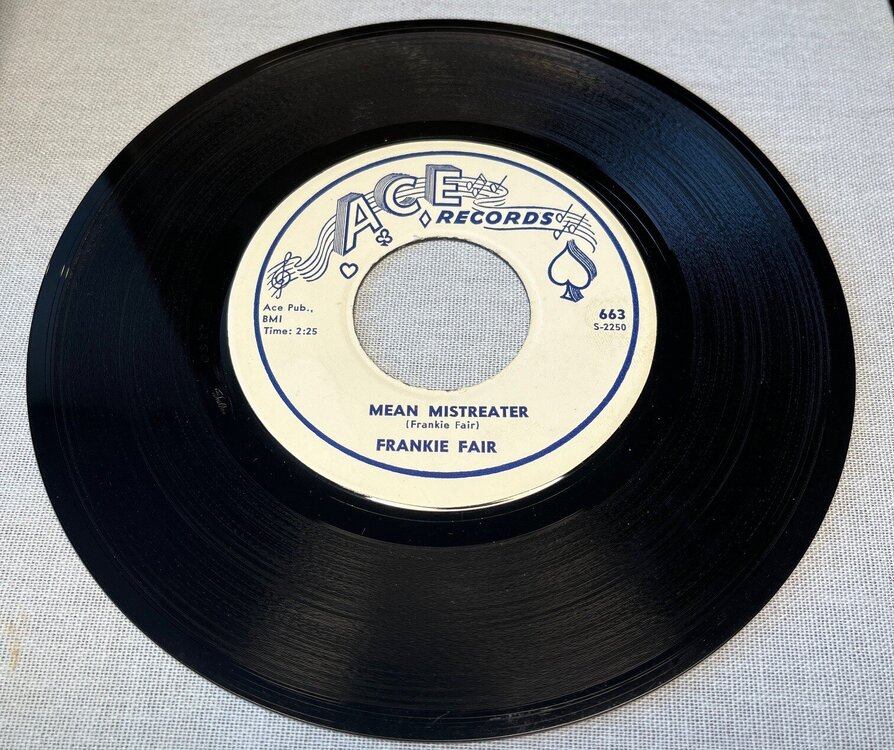 ACE
RECORDS
Ace Pub.,
BMI
Time: 2:25
663
S-2250
MEAN MISTREATER
(Frankie Fair)
FRANKIE FAIR